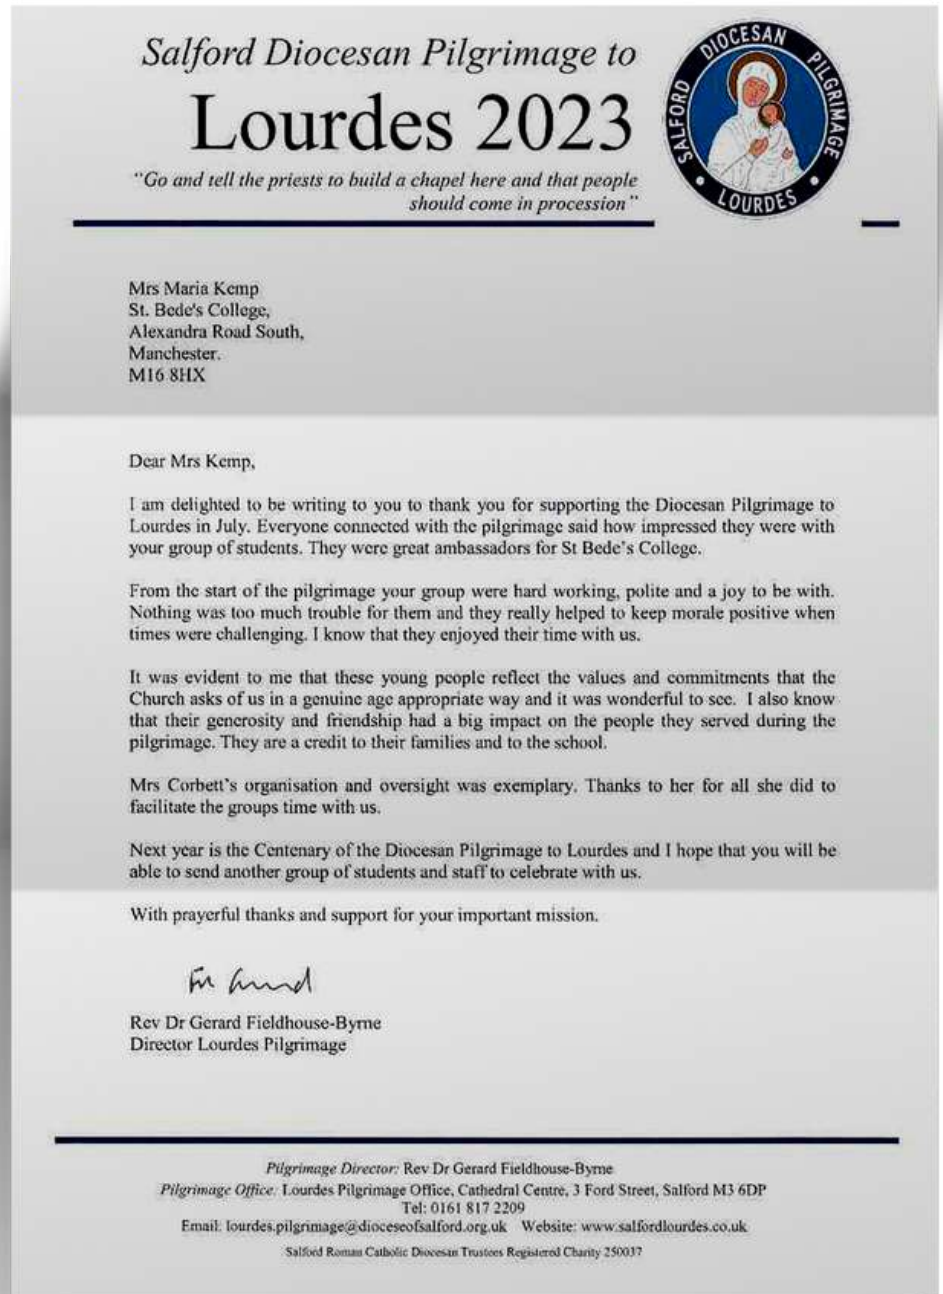 Salford Diocesan Pilgrimage to
Lourdes 2023
"Go and tell the priests to build a chapel here and that people
should come in procession"
SALFORD DIOCESAN PILGRIMAGE
• LOURDES •
Mrs Maria Kemp
St. Bede's College,
Alexandra Road South,
Manchester.
M16 8HX
Dear Mrs Kemp,
I am delighted to be writing to you to thank you for supporting the Diocesan Pilgrimage to
Lourdes in July. Everyone connected with the pilgrimage said how impressed they were with
your group of students. They were great ambassadors for St Bede's College.
From the start of the pilgrimage your group were hard working, polite and a joy to be with.
Nothing was too much trouble for them and they really helped to keep morale positive when
times were challenging. I know that they enjoyed their time with us.
It was evident to me that these young people reflect the values and commitments that the
Church asks of us in a genuine age appropriate way and it was wonderful to see. I also know
that their generosity and friendship had a big impact on the people they served during the
pilgrimage. They are a credit to their families and to the school.
Mrs Corbett's organisation and oversight was exemplary. Thanks to her for all she did to
facilitate the groups time with us.
Next year is the Centenary of the Diocesan Pilgrimage to Lourdes and I hope that you will be
able to send another group of students and staff to celebrate with us.
With prayerful thanks and support for your important mission.
Rev Dr Gerard Fieldhouse-Byrne
Director Lourdes Pilgrimage
Pilgrimage Director: Rev Dr Gerard Fieldhouse-Byrne
Pilgrimage Office: Lourdes Pilgrimage Office, Cathedral Centre, 3 Ford Street, Salford M3 6DP
Tel: 0161 817 2209
Email: lourdes.pilgrimage@dioceseofsalford.org.uk Website: www.salfordlourdes.co.uk
Salford Roman Catholic Diocesan Trustees Registered Charity 250037